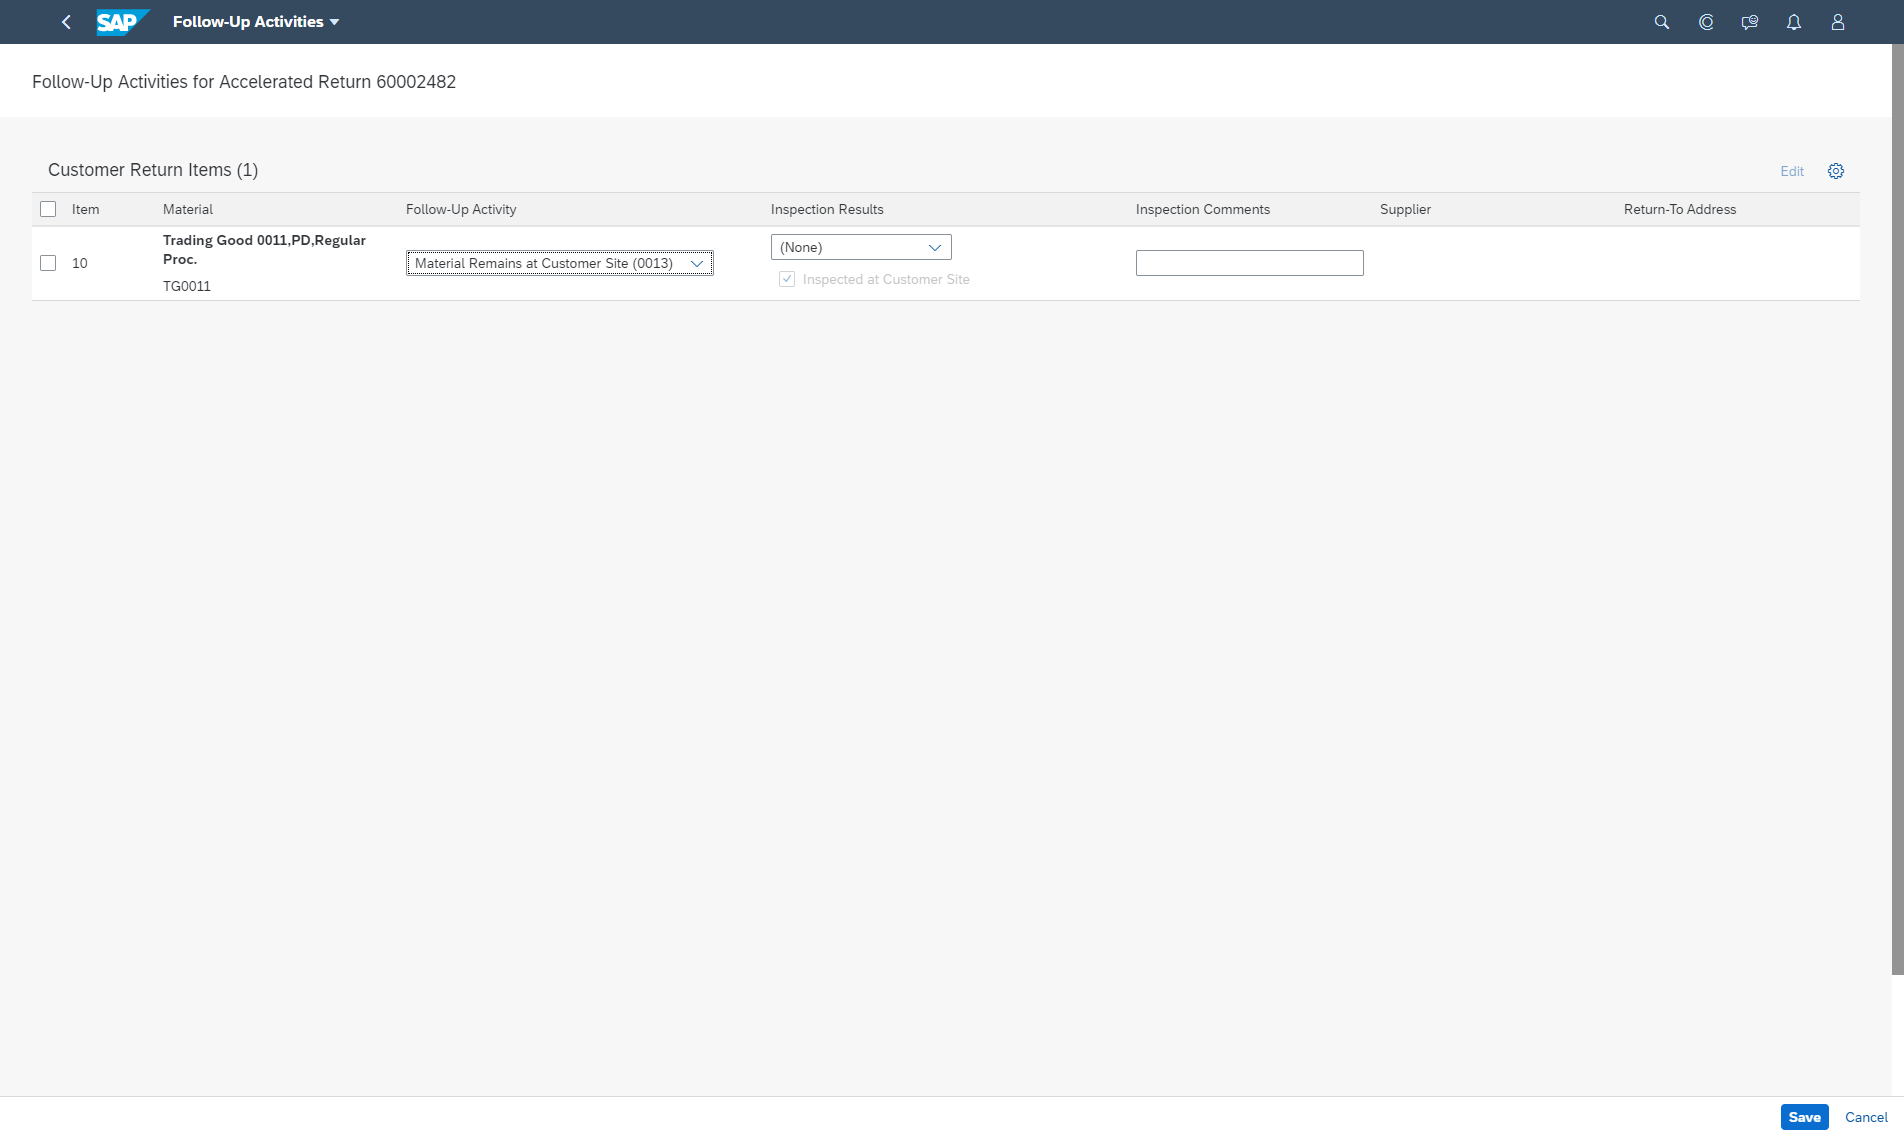 SAP Follow-Up Activities
Follow-Up Activities for Accelerated Return 60002482
Customer Return Items (1)
Edit
Item Material Follow-Up Activity Inspection Results Inspection Comments Supplier Return-To Address
10
Trading Good 0011,PD,Regular
Proc.
TG0011
Material Remains at Customer Site (0013)
(None)
Inspected at Customer Site
Save Cancel